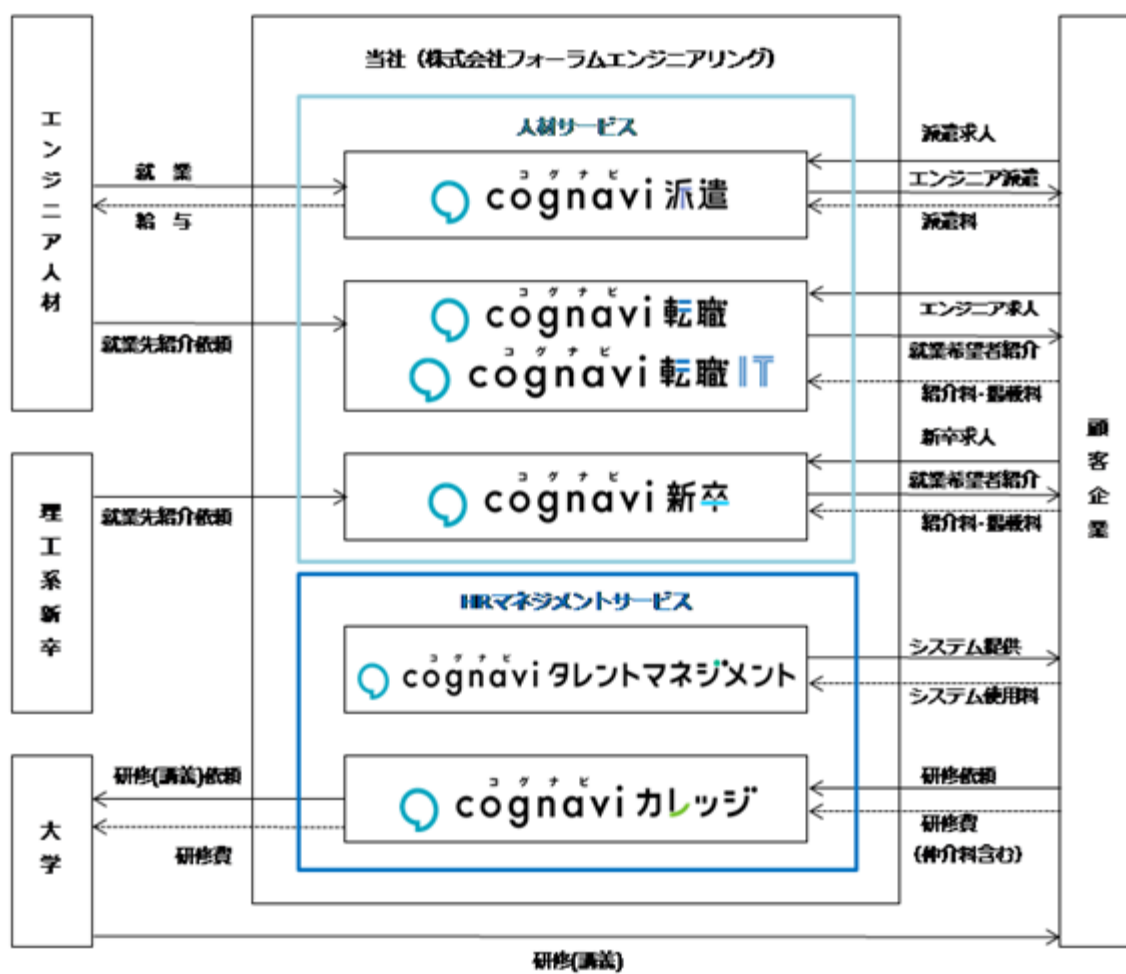 当社（株式会社フォーラムエンジニアリング）
エンジニア人材
理工系新卒
大学
顧客企業
人材サービス
コグナビ
cognavi 派遣
就業
給与
派遣求人
エンジニア派遣
派遣料
コグナビ
cognavi 転職
コグナビ
cognavi 転職IT
就業先紹介依頼
エンジニア求人
就業希望者紹介
紹介料・掲載料
コグナビ
cognavi 新卒
就業先紹介依頼
新卒求人
就業希望者紹介
紹介料・掲載料
HRマネジメントサービス
コグナビ
cognavi タレントマネジメント
システム提供
システム使用料
コグナビ
cognavi カレッジ
研修(講義)依頼
研修費
研修依頼
研修費
（仲介料含む）
研修(講義)